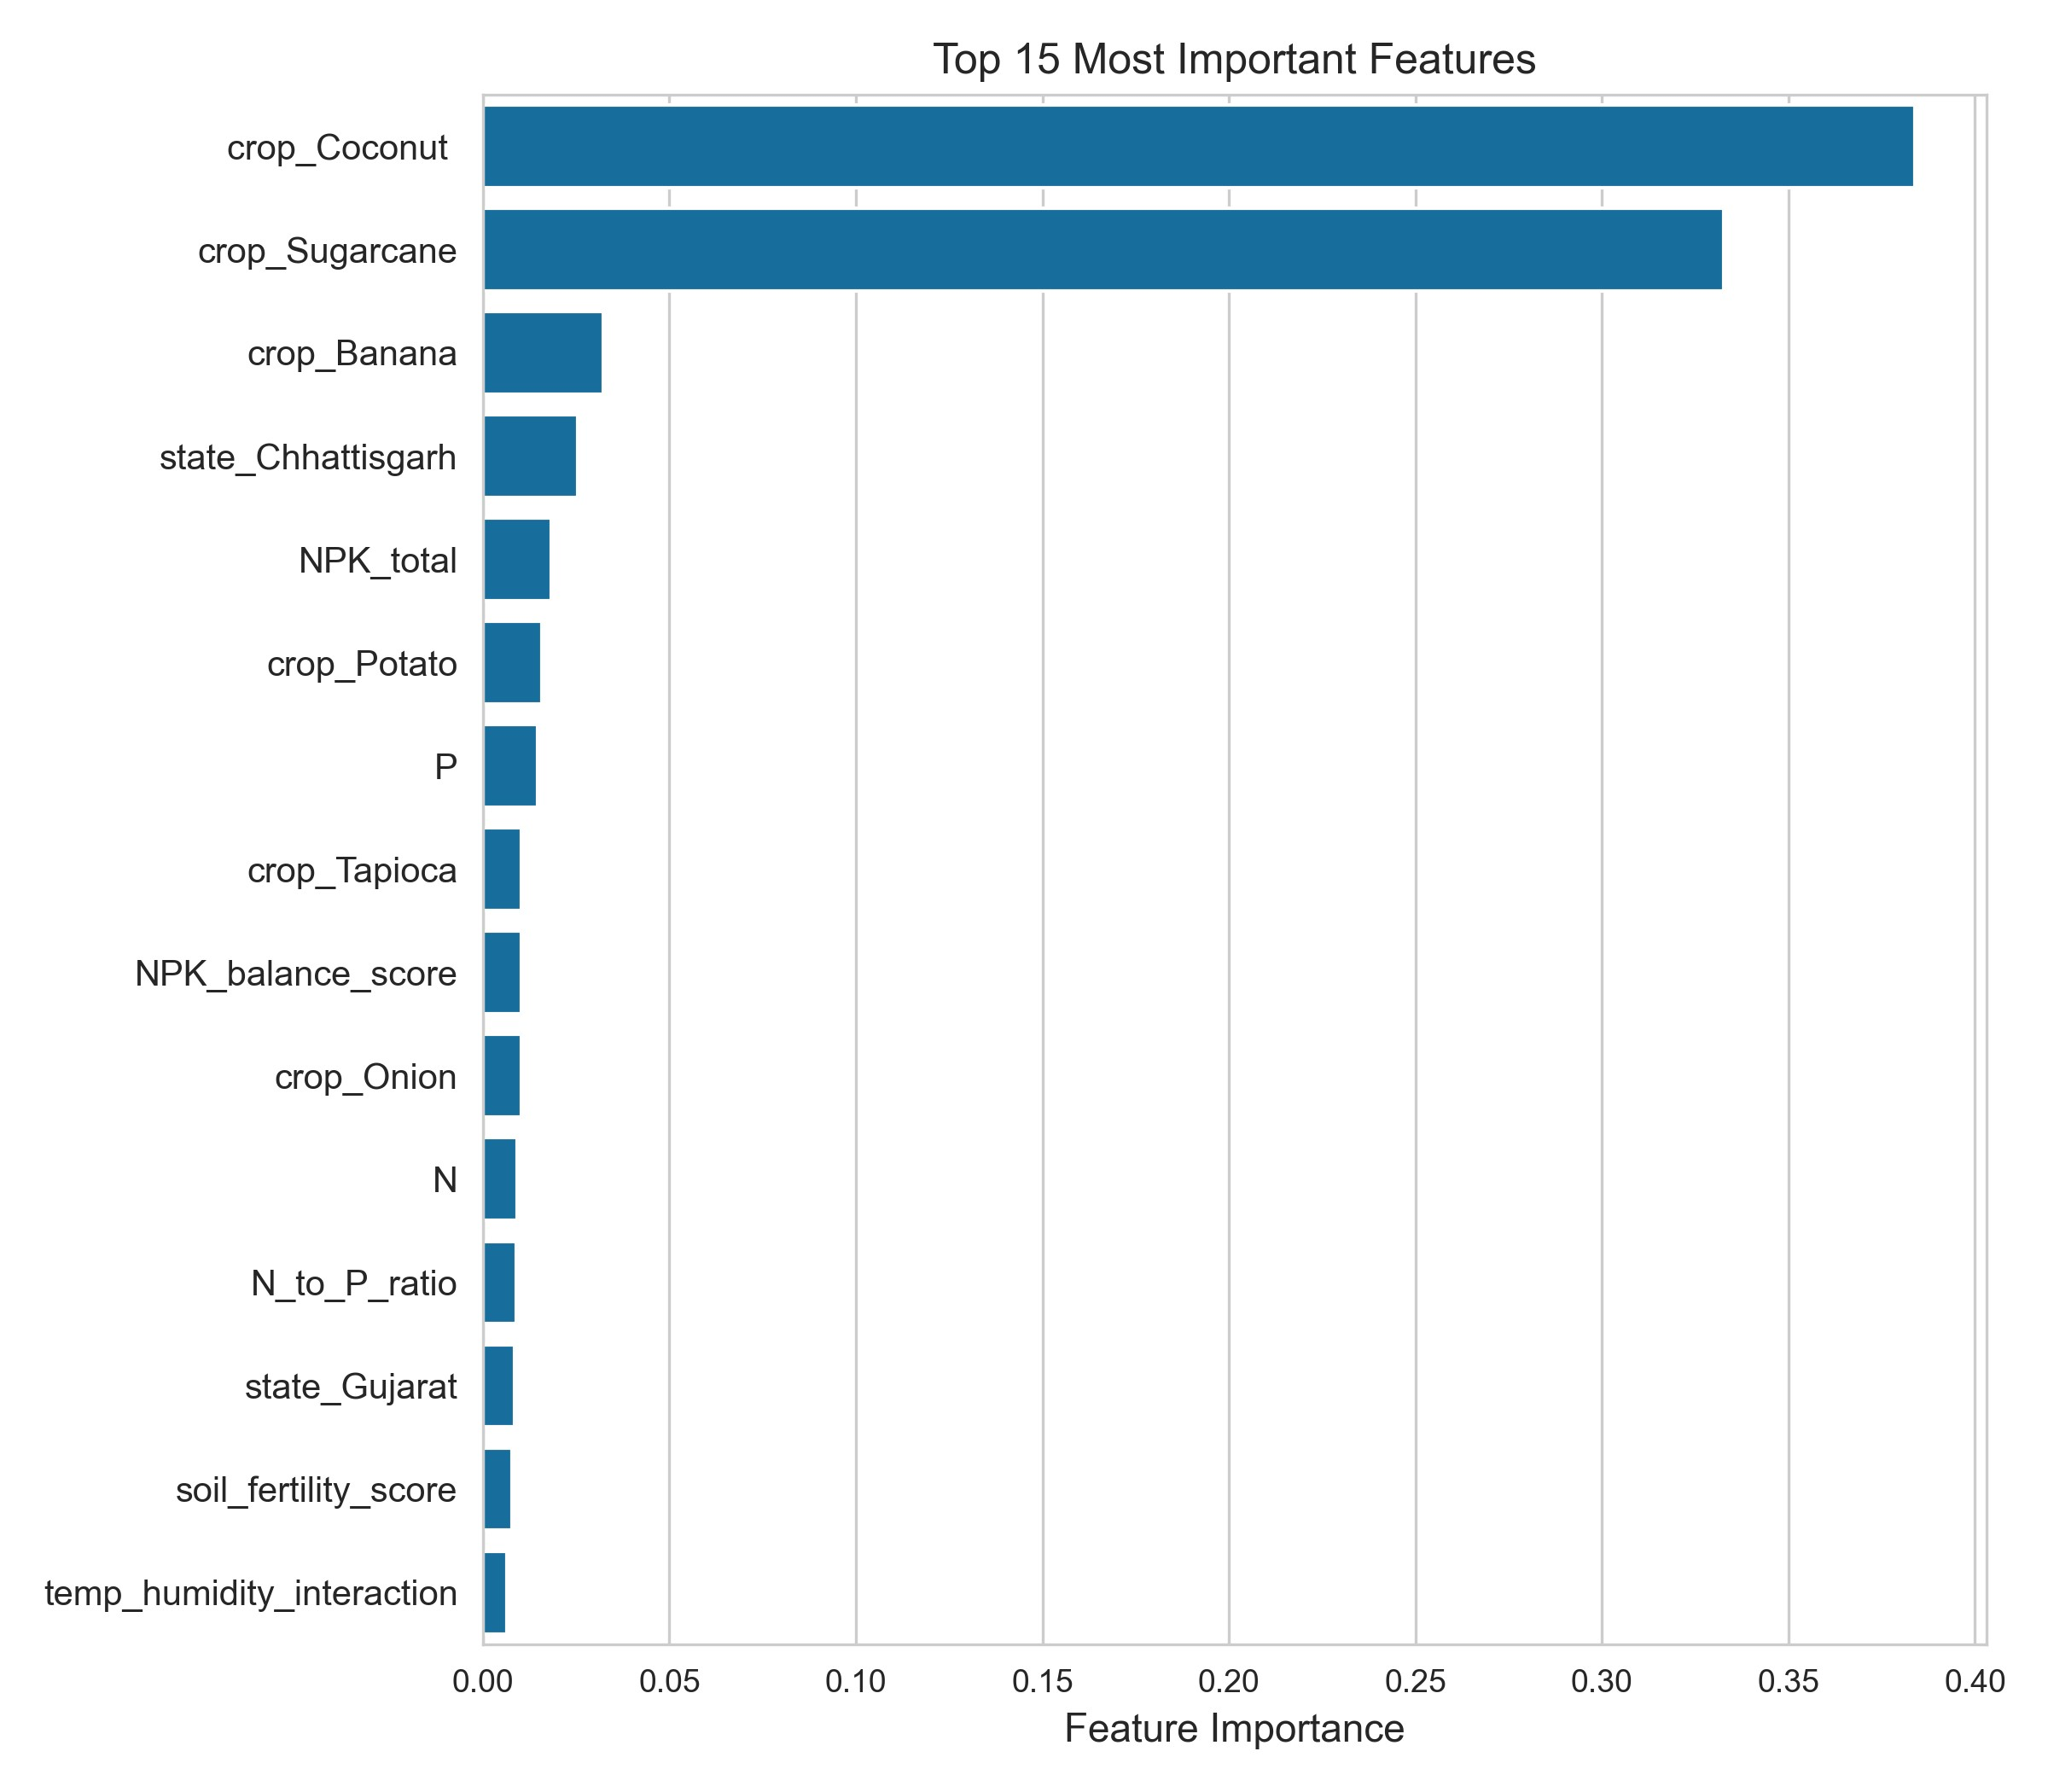 Top 15 Most Important Features
crop_Coconut
crop_Sugarcane
crop_Banana
state_Chhattisgarh
NPK_total
crop_Potato
P
crop_Tapioca
NPK_balance_score
crop_Onion
N
N_to_P_ratio
state_Gujarat
soil_fertility_score
temp_humidity_interaction
0.00 0.05 0.10 0.15 0.20 0.25 0.30 0.35 0.40
Feature Importance